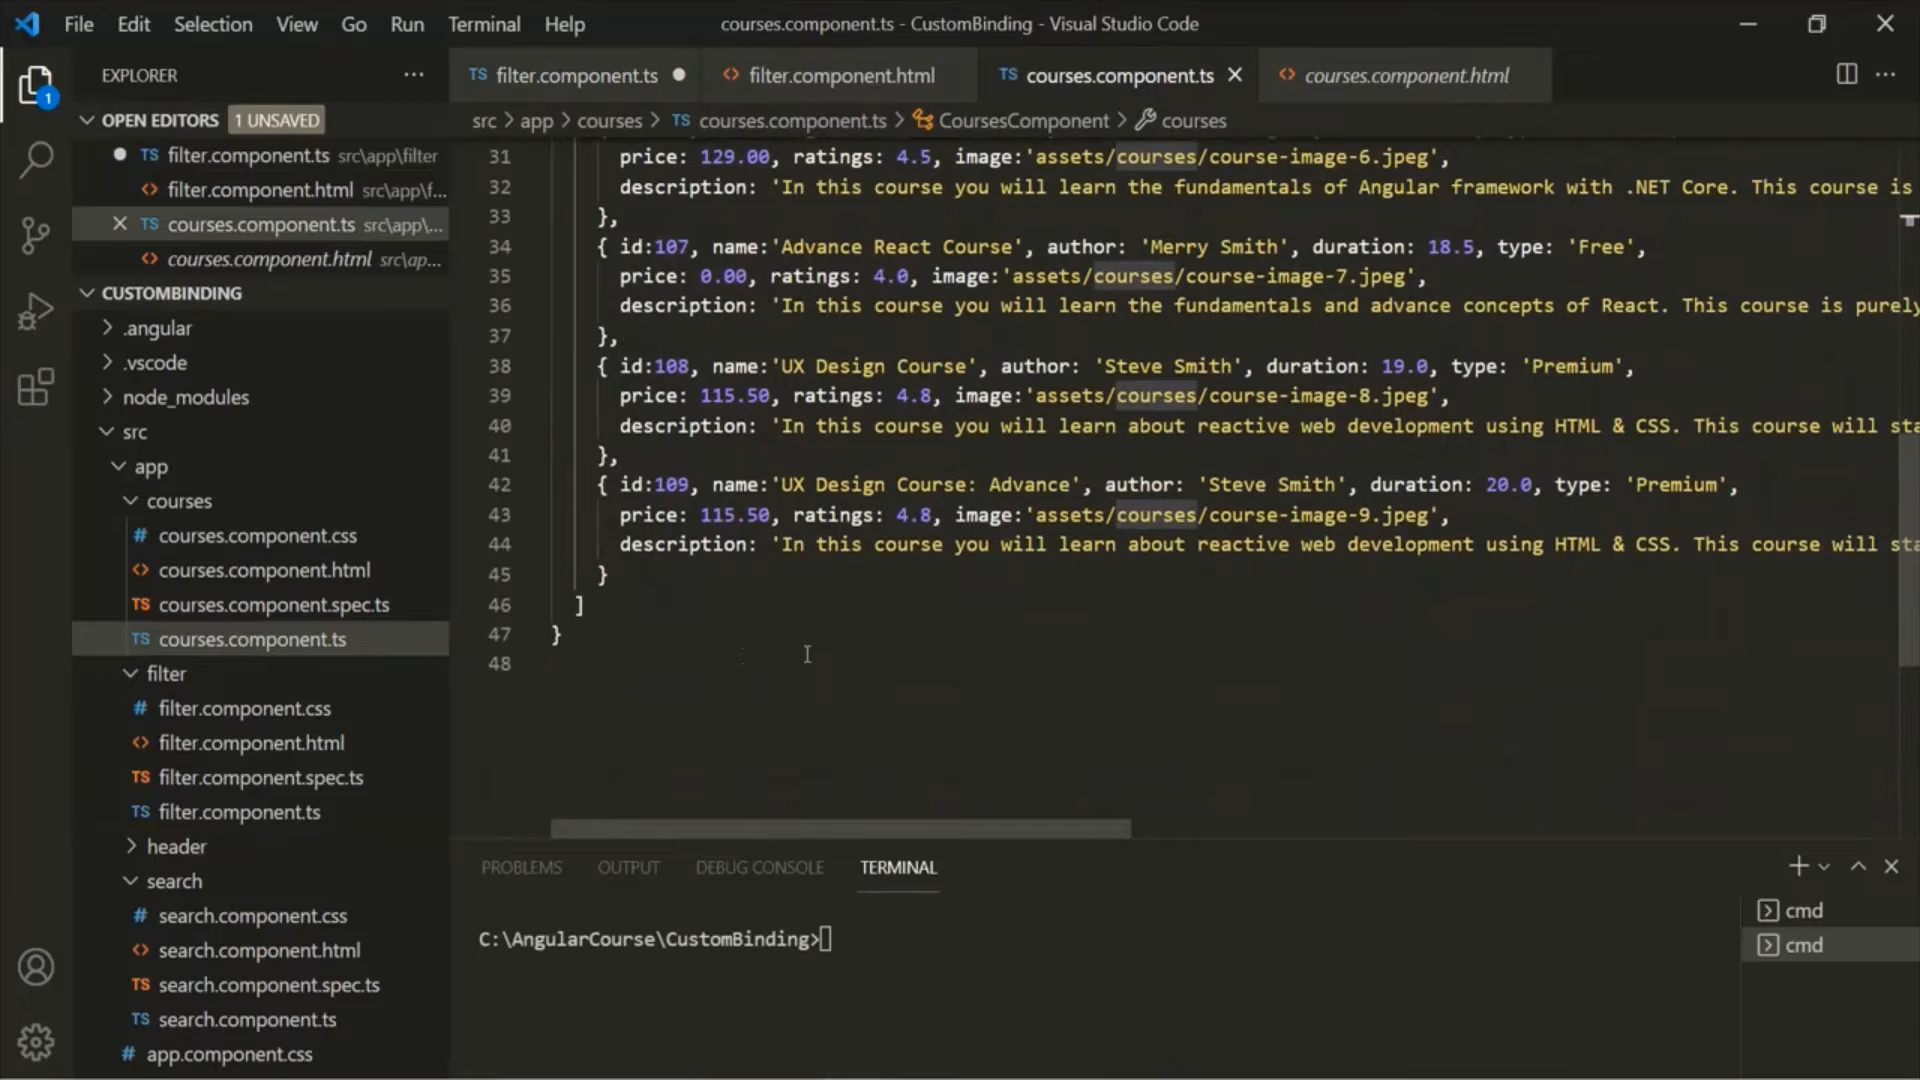 File Edit Selection View Go Run Terminal Help
courses.component.ts - CustomBinding - Visual Studio Code
EXPLORER
1
OPEN EDITORS 1 UNSAVED
TS filter.component.ts src\app\filter
<> filter.component.html src\app\f...
TS courses.component.ts src\app\...
<> courses.component.html src\ap...
CUSTOMBINDING
.angular
.vscode
node_modules
src
app
courses
# courses.component.css
<> courses.component.html
TS courses.component.spec.ts
TS courses.component.ts
filter
# filter.component.css
<> filter.component.html
TS filter.component.spec.ts
TS filter.component.ts
header
search
# search.component.css
<> search.component.html
TS search.component.spec.ts
TS search.component.ts
# app.component.css
TS filter.component.ts <> filter.component.html TS courses.component.ts <> courses.component.html
src > app > courses > TS courses.component.ts > CoursesComponent > courses
31 price: 129.00, ratings: 4.5, image:'assets/courses/course-image-6.jpeg',
32 description: 'In this course you will learn the fundamentals of Angular framework with .NET Core. This course is
33 },
34 { id:107, name:'Advance React Course', author: 'Merry Smith', duration: 18.5, type: 'Free',
35 price: 0.00, ratings: 4.0, image:'assets/courses/course-image-7.jpeg',
36 description: 'In this course you will learn the fundamentals and advance concepts of React. This course is purely
37 },
38 { id:108, name:'UX Design Course', author: 'Steve Smith', duration: 19.0, type: 'Premium',
39 price: 115.50, ratings: 4.8, image:'assets/courses/course-image-8.jpeg',
40 description: 'In this course you will learn about reactive web development using HTML & CSS. This course will sta
41 },
42 { id:109, name:'UX Design Course: Advance', author: 'Steve Smith', duration: 20.0, type: 'Premium',
43 price: 115.50, ratings: 4.8, image:'assets/courses/course-image-9.jpeg',
44 description: 'In this course you will learn about reactive web development using HTML & CSS. This course will sta
45 }
46 ]
47 }
48
PROBLEMS OUTPUT DEBUG CONSOLE TERMINAL
C:\AngularCourse\CustomBinding>
cmd
cmd